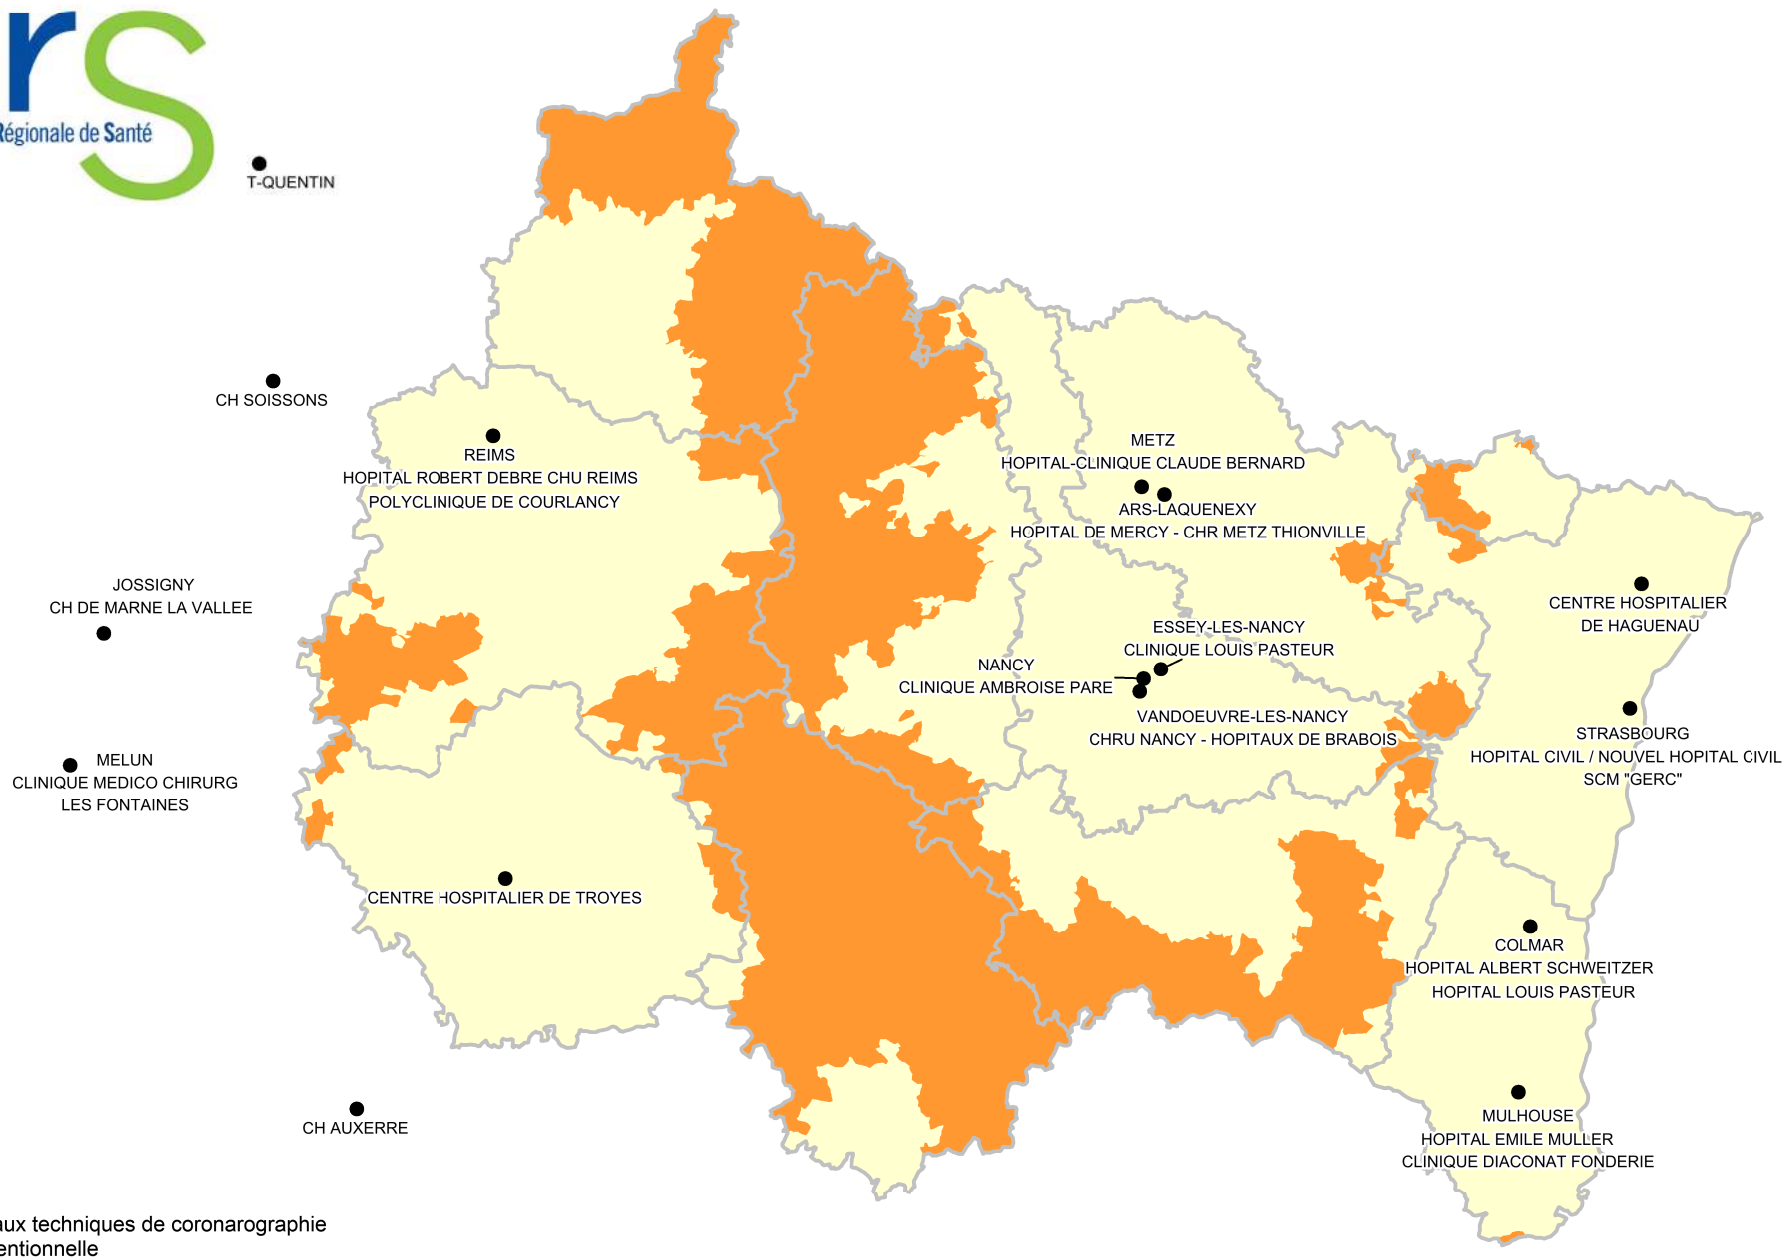 rs
Régionale de Santé
T-QUENTIN
CH SOISSONS
REIMS
HOPITAL ROBERT DEBRE CHU REIMS
POLYCLINIQUE DE COURLANCY
METZ
HOPITAL-CLINIQUE CLAUDE BERNARD
ARS-LAQUENEXY
HOPITAL DE MERCY - CHR METZ THIONVILLE
JOSSIGNY
CH DE MARNE LA VALLEE
CENTRE HOSPITALIER
DE HAGUENAU
ESSEY-LES-NANCY
CLINIQUE LOUIS PASTEUR
NANCY
CLINIQUE AMBROISE PARE
VANDOEUVRE-LES-NANCY
CHRU NANCY - HOPITAUX DE BRABOIS
STRASBOURG
HOPITAL CIVIL / NOUVEL HOPITAL CIVIL
SCM "GERC"
MELUN
CLINIQUE MEDICO CHIRURG
LES FONTAINES
CENTRE HOSPITALIER DE TROYES
COLMAR
HOPITAL ALBERT SCHWEITZER
HOPITAL LOUIS PASTEUR
CH AUXERRE
MULHOUSE
HOPITAL EMILE MULLER
CLINIQUE DIACONAT FONDERIE
aux techniques de coronarographie
entionnelle